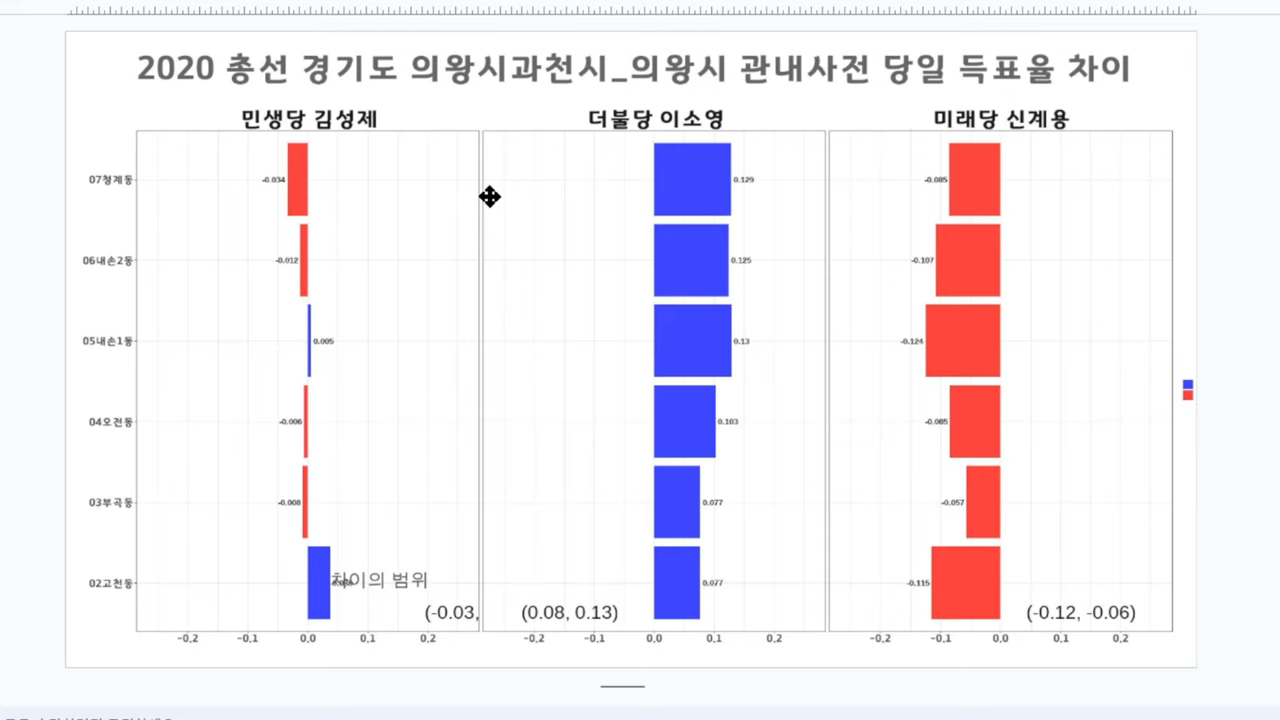 2020 총선 경기도 의왕시과천시_의왕시 관내사전 당일 득표율 차이
민생당 김성제
더불당 이소영
미래당 신계용
07청계동
-0.034
0.129
-0.085
06내손2동
-0.012
0.125
-0.107
05내손1동
0.005
0.13
-0.124
04오전동
-0.006
0.103
-0.085
03부곡동
-0.008
0.077
-0.057
02고천동
차이의 범위
0.077
-0.115
(-0.03,
(0.08, 0.13)
(-0.12, -0.06)
-0.2 -0.1 0.0 0.1 0.2
-0.2 -0.1 0.0 0.1 0.2
-0.2 -0.1 0.0 0.1 0.2